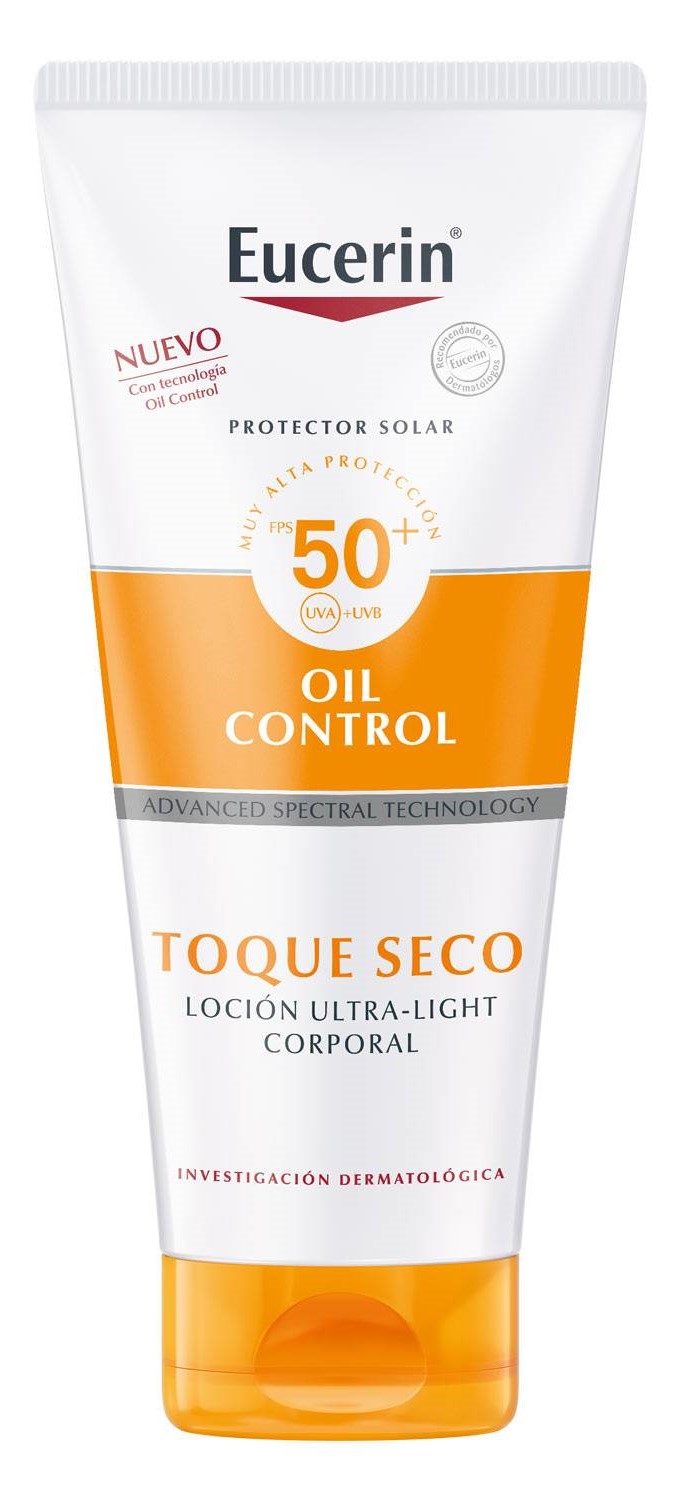 Eucerin®
NUEVO
Con tecnología
Oil Control
Recomendado por
Eucerin
Dermatólogos
PROTECTOR SOLAR
MUY ALTA PROTECCIÓN
FPS 50+
UVA +UVB
OIL
CONTROL
ADVANCED SPECTRAL TECHNOLOGY
TOQUE SECO
LOCIÓN ULTRA-LIGHT
CORPORAL
INVESTIGACIÓN DERMATOLÓGICA